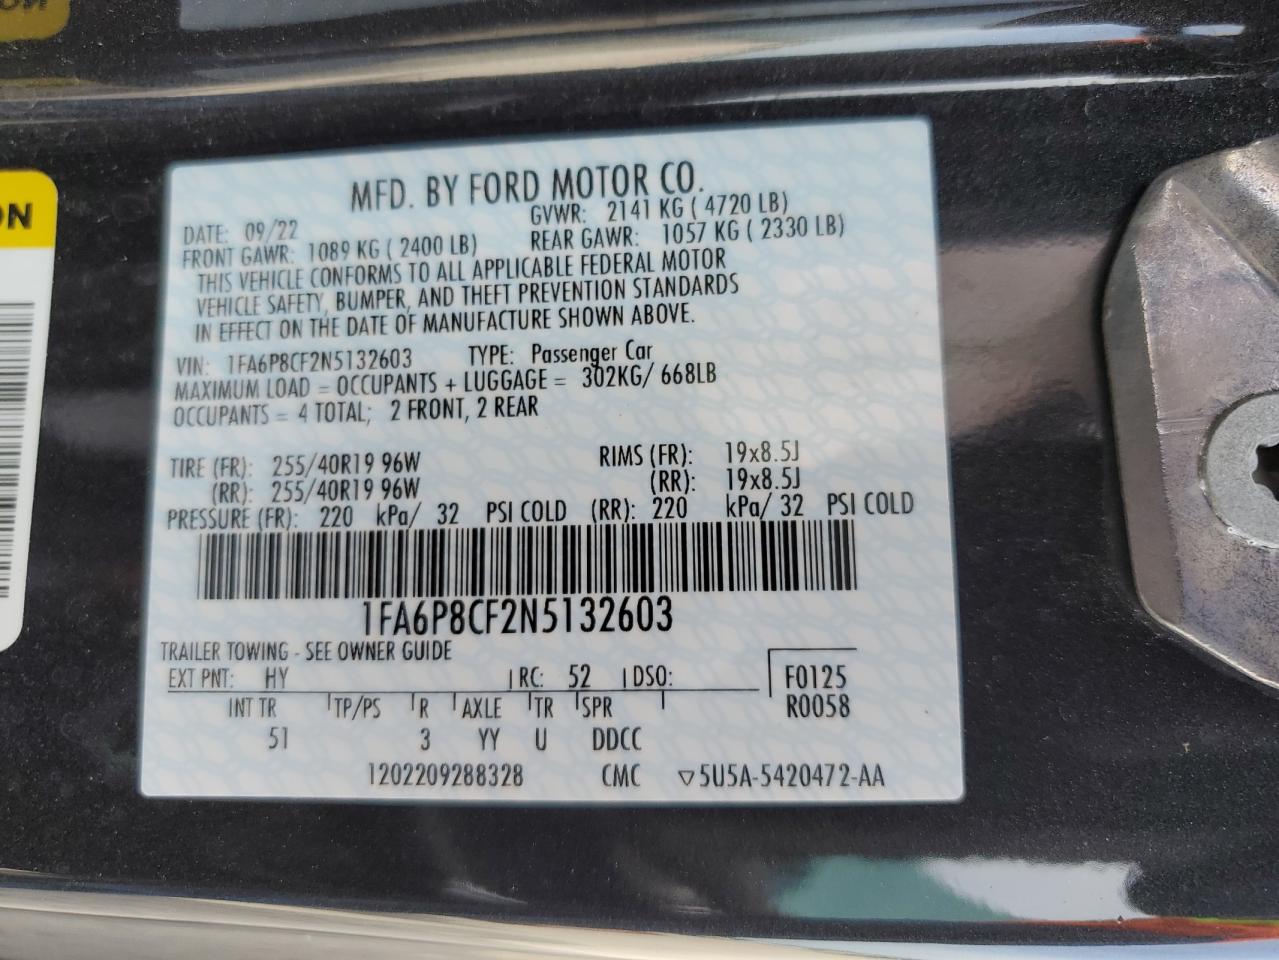 ON
MFD. BY FORD MOTOR CO.
DATE: 09/22 GVWR: 2141 KG ( 4720 LB)
FRONT GAWR: 1089 KG ( 2400 LB) REAR GAWR: 1057 KG ( 2330 LB)
THIS VEHICLE CONFORMS TO ALL APPLICABLE FEDERAL MOTOR
VEHICLE SAFETY, BUMPER, AND THEFT PREVENTION STANDARDS
IN EFFECT ON THE DATE OF MANUFACTURE SHOWN ABOVE.
VIN: 1FA6P8CF2N5132603 TYPE: Passenger Car
MAXIMUM LOAD = OCCUPANTS + LUGGAGE = 302KG/ 668LB
OCCUPANTS = 4 TOTAL; 2 FRONT, 2 REAR
TIRE (FR): 255/40R19 96W RIMS (FR): 19x8.5J
(RR): 255/40R19 96W (RR): 19x8.5J
PRESSURE (FR): 220 kPa/ 32 PSI COLD (RR): 220 kPa/ 32 PSI COLD
1FA6P8CF2N5132603
TRAILER TOWING - SEE OWNER GUIDE
EXT PNT: HY RC: 52 DSO: F0125
INT TR TP/PS R AXLE TR SPR R0058
51 3 YY U DDCC
1202209288328 CMC ▽5U5A-5420472-AA